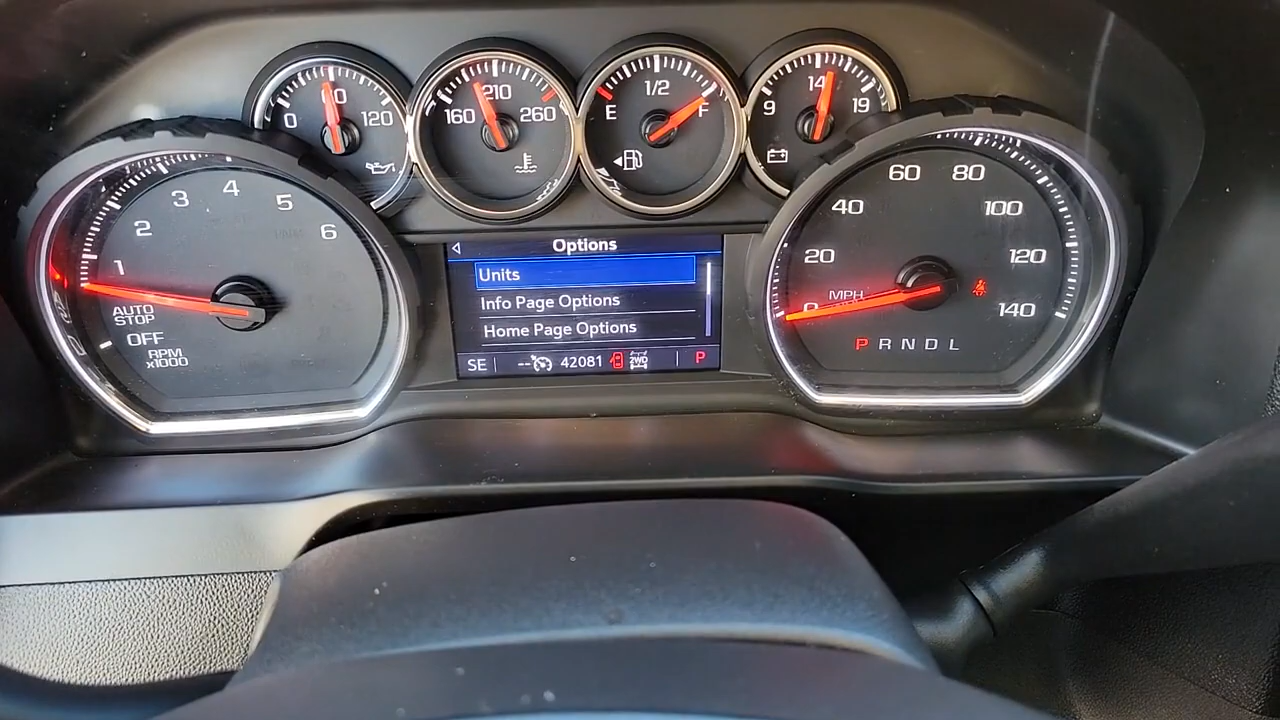 0 60 120
160 210 260
E 1/2 F
9 14 19
1 2 3 4 5 6
AUTO
STOP
OFF
RPM
x1000
Options
Units
Info Page Options
Home Page Options
SE -- 42081 2WD P
0 20 40 60 80 100 120 140
MPH
P R N D L